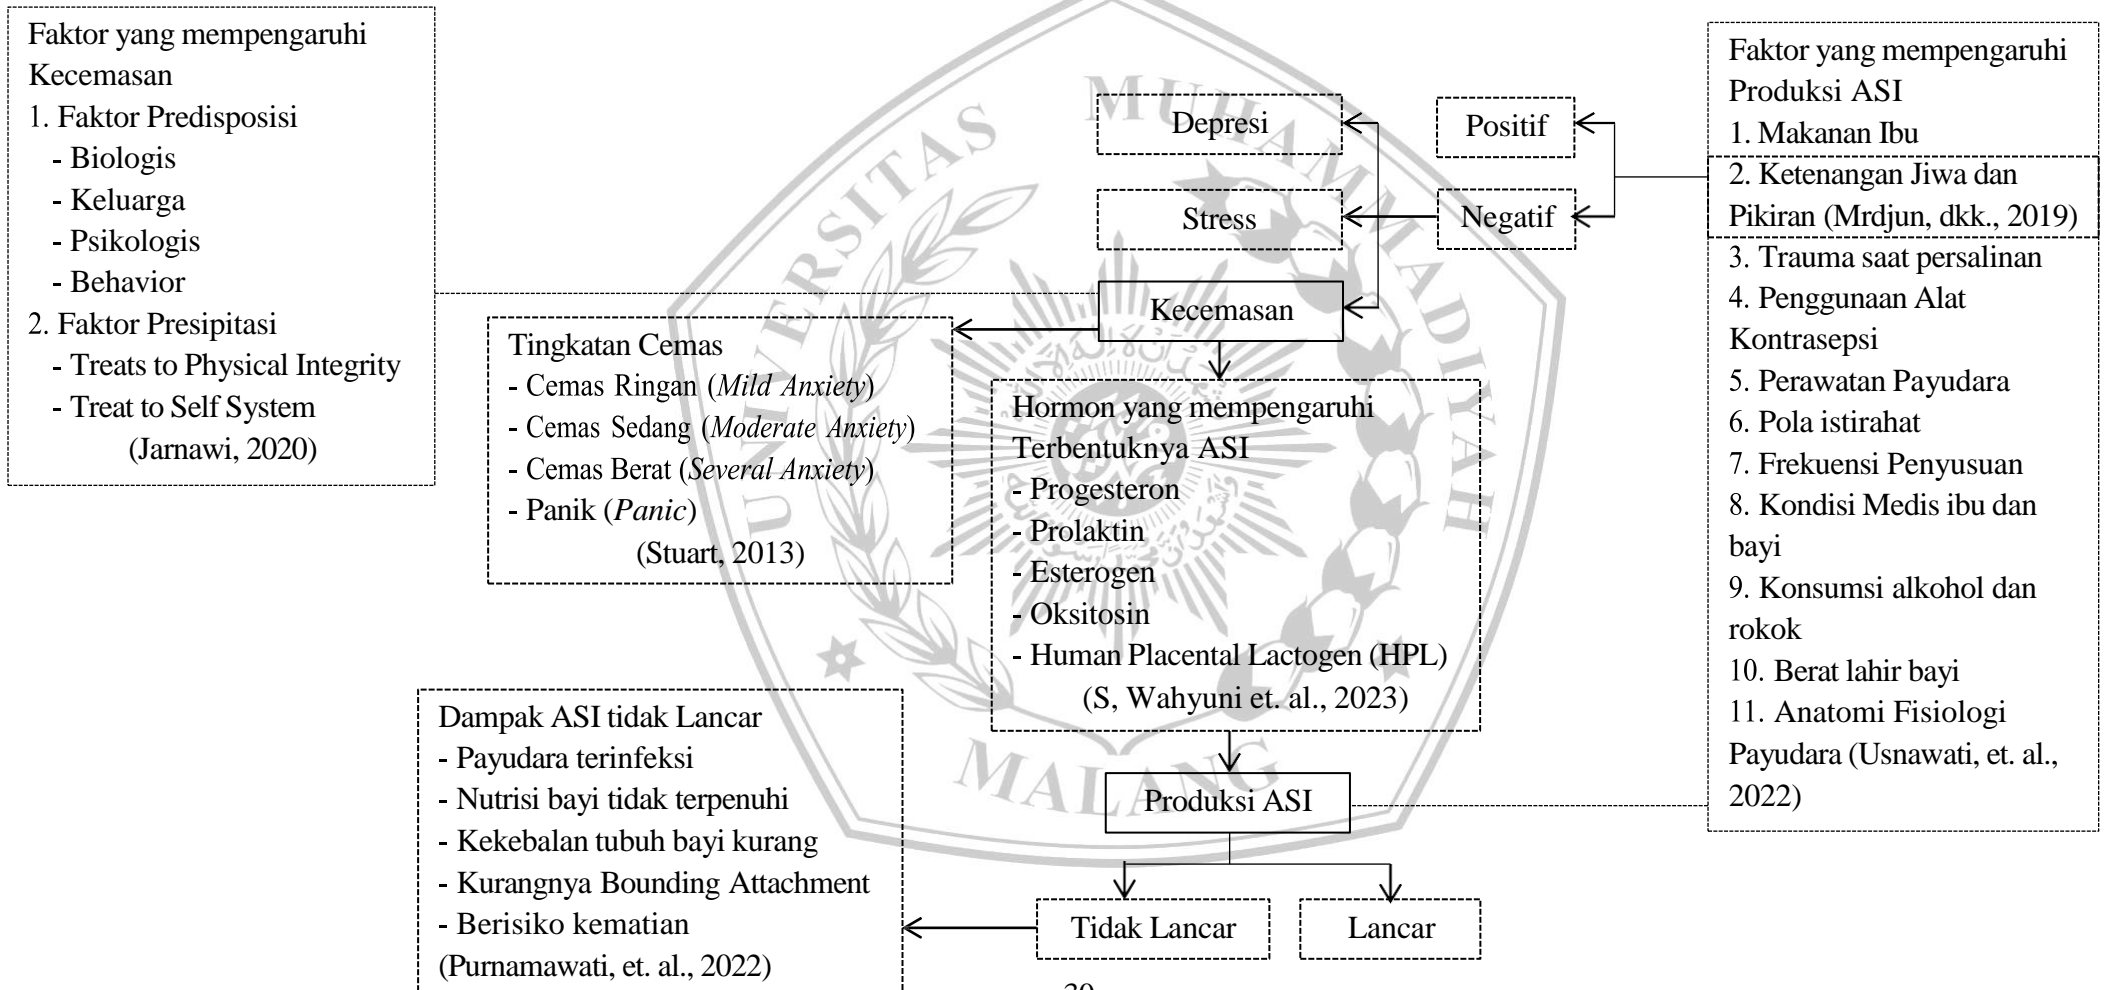 Faktor yang mempengaruhi
Kecemasan
1. Faktor Predisposisi
- Biologis
- Keluarga
- Psikologis
- Behavior
2. Faktor Presipitasi
- Treats to Physical Integrity
- Treat to Self System
(Jarnawi, 2020)
Depresi
Stress
Kecemasan
Positif
Negatif
Faktor yang mempengaruhi
Produksi ASI
1. Makanan Ibu
2. Ketenangan Jiwa dan
Pikiran (Mrdjun, dkk., 2019)
3. Trauma saat persalinan
4. Penggunaan Alat
Kontrasepsi
5. Perawatan Payudara
6. Pola istirahat
7. Frekuensi Penyusuan
8. Kondisi Medis ibu dan
bayi
9. Konsumsi alkohol dan
rokok
10. Berat lahir bayi
11. Anatomi Fisiologi
Payudara (Usnawati, et. al.,
2022)
Tingkatan Cemas
- Cemas Ringan (Mild Anxiety)
- Cemas Sedang (Moderate Anxiety)
- Cemas Berat (Several Anxiety)
- Panik (Panic)
(Stuart, 2013)
Hormon yang mempengaruhi
Terbentuknya ASI
- Progesteron
- Prolaktin
- Esterogen
- Oksitosin
- Human Placental Lactogen (HPL)
(S, Wahyuni et. al., 2023)
Produksi ASI
Tidak Lancar
Lancar
Dampak ASI tidak Lancar
- Payudara terinfeksi
- Nutrisi bayi tidak terpenuhi
- Kekebalan tubuh bayi kurang
- Kurangnya Bounding Attachment
- Berisiko kematian
(Purnamawati, et. al., 2022)
UNIVERSITAS MUHAMMADIYAH
MALANG